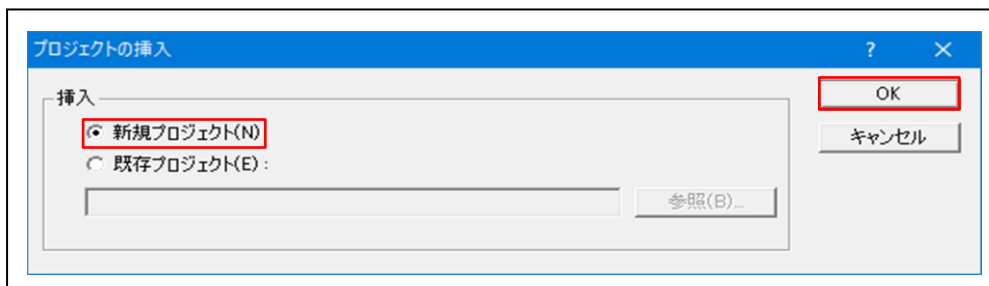 プロジェクトの挿入
挿入
新規プロジェクト(N)
既存プロジェクト(E) :
参照(B)...
OK
キャンセル